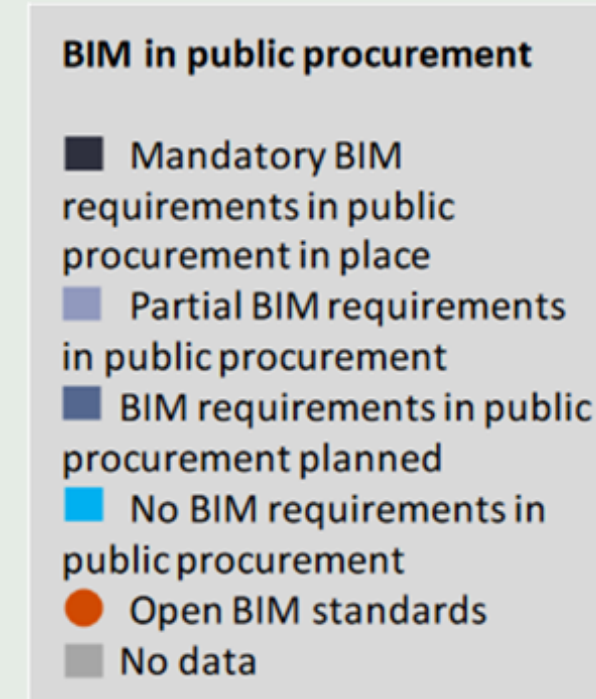 BIM in public procurement
Mandatory BIM
requirements in public
procurement in place
Partial BIM requirements
in public procurement
BIM requirements in public
procurement planned
No BIM requirements in
public procurement
Open BIM standards
No data